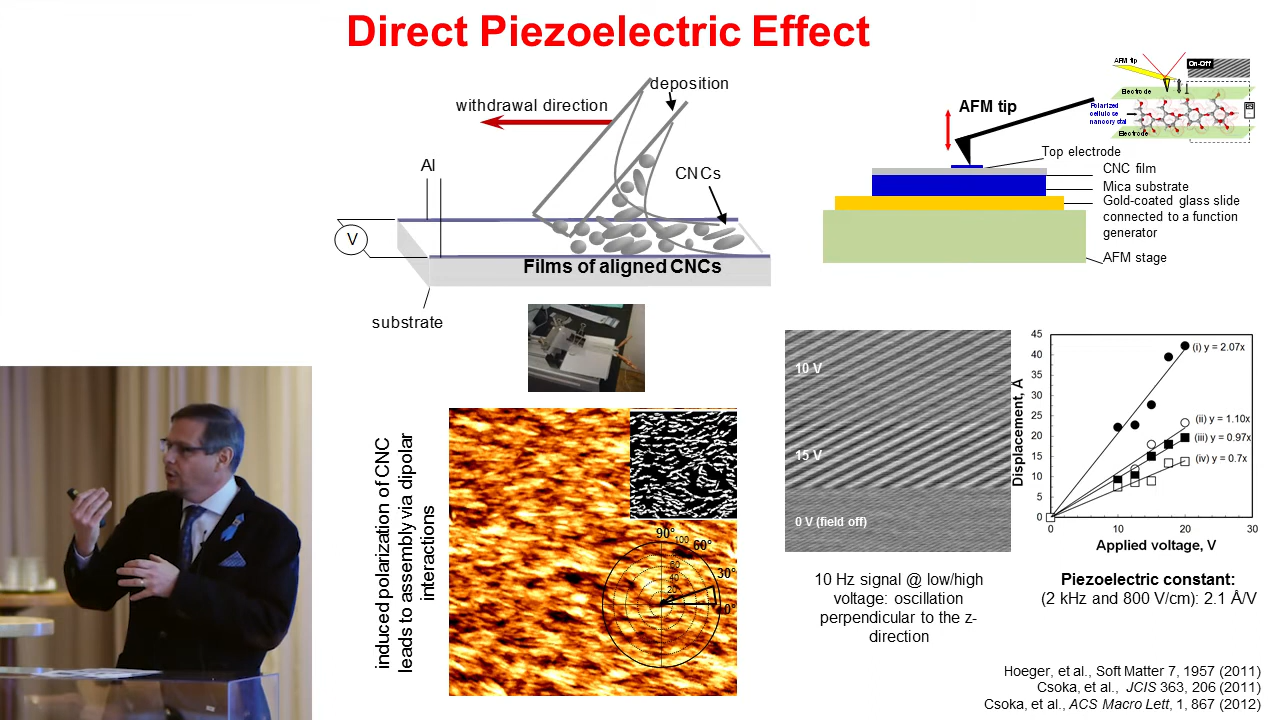 Direct Piezoelectric Effect
deposition
withdrawal direction
Al
CNCs
V
Films of aligned CNCs
substrate
AFM tip
On-Off
Electrode
Polarized
cellulose
nanocrystal
Electrode
AFM tip
Top electrode
CNC film
Mica substrate
Gold-coated glass slide
connected to a function
generator
AFM stage
induced polarization of CNC
leads to assembly via dipolar
interactions
90°
100
60°
80
60
40
20
30°
0°
10 V
15 V
0 V (field off)
10 Hz signal @ low/high
voltage: oscillation
perpendicular to the z-
direction
45
40
35
30
25
20
15
10
5
0
Displacement, Å
0
10
20
30
Applied voltage, V
(i) y = 2.07x
(ii) y = 1.10x
(iii) y = 0.97x
(iv) y = 0.7x
Piezoelectric constant:
(2 kHz and 800 V/cm): 2.1 Å/V
Hoeger, et al., Soft Matter 7, 1957 (2011)
Csoka, et al., JCIS 363, 206 (2011)
Csoka, et al., ACS Macro Lett, 1, 867 (2012)